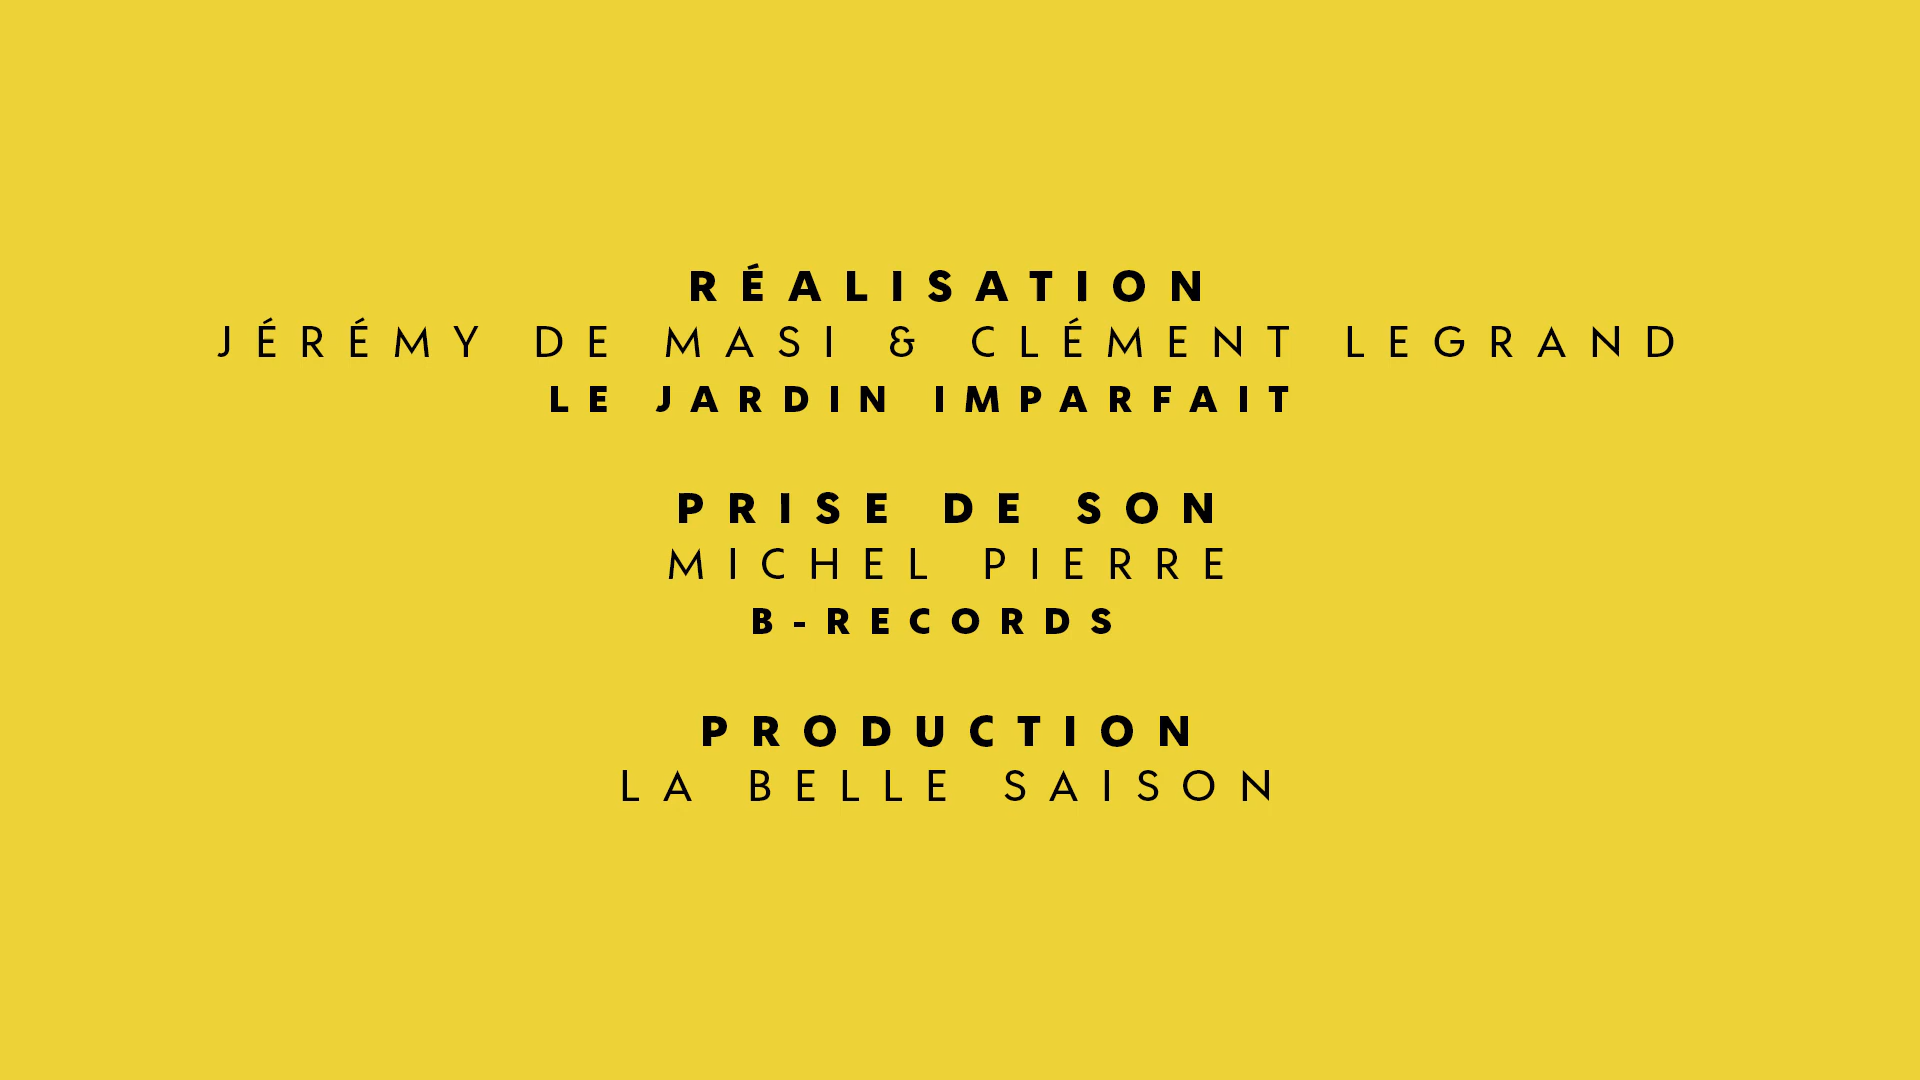 RÉALISATION
JÉRÉMY DE MASI & CLÉMENT LEGRAND
LE JARDIN IMPARFAIT
PRISE DE SON
MICHEL PIERRE
B-RECORDS
PRODUCTION
LA BELLE SAISON